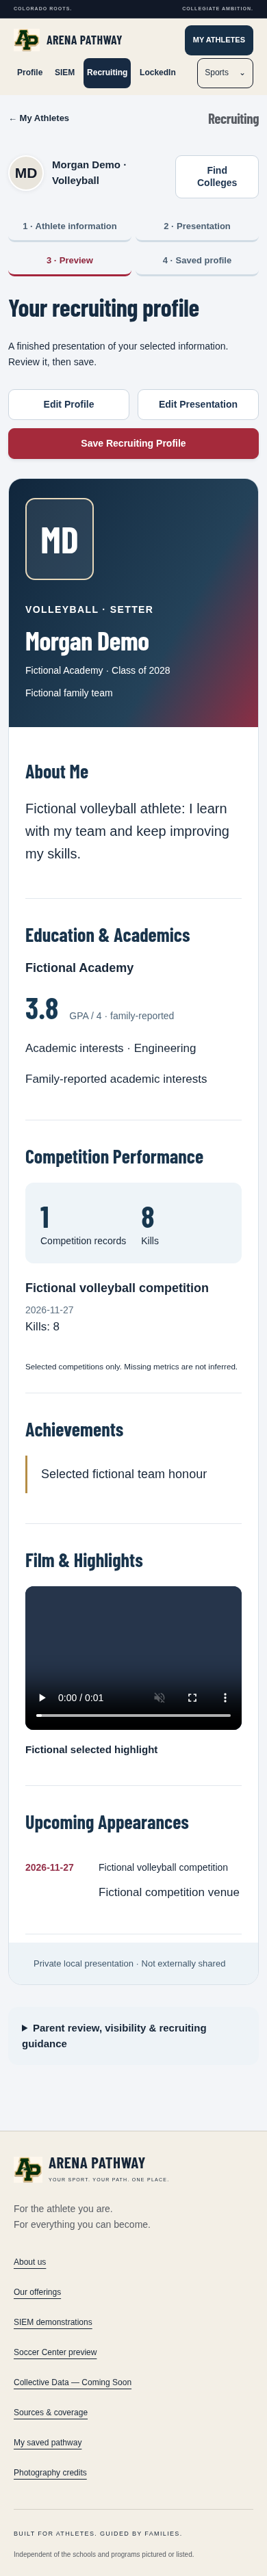 COLORADO ROOTS.
COLLEGIATE AMBITION.
AP
ARENA PATHWAY
MY ATHLETES
Profile
SIEM
Recruiting
LockedIn
Sports
← My Athletes
Recruiting
MD
Morgan Demo ·
Volleyball
Find
Colleges
1 · Athlete information
2 · Presentation
3 · Preview
4 · Saved profile
Your recruiting profile
A finished presentation of your selected information.
Review it, then save.
Edit Profile
Edit Presentation
Save Recruiting Profile
MD
VOLLEYBALL · SETTER
Morgan Demo
Fictional Academy · Class of 2028
Fictional family team
About Me
Fictional volleyball athlete: I learn
with my team and keep improving
my skills.
Education & Academics
Fictional Academy
3.8 GPA / 4 · family-reported
Academic interests · Engineering
Family-reported academic interests
Competition Performance
1
8
Competition records
Kills
Fictional volleyball competition
2026-11-27
Kills: 8
Selected competitions only. Missing metrics are not inferred.
Achievements
Selected fictional team honour
Film & Highlights
0:00 / 0:01
Fictional selected highlight
Upcoming Appearances
2026-11-27
Fictional volleyball competition
Fictional competition venue
Private local presentation · Not externally shared
Parent review, visibility & recruiting
guidance
AP
ARENA PATHWAY
YOUR SPORT. YOUR PATH. ONE PLACE.
For the athlete you are.
For everything you can become.
About us
Our offerings
SIEM demonstrations
Soccer Center preview
Collective Data — Coming Soon
Sources & coverage
My saved pathway
Photography credits
BUILT FOR ATHLETES. GUIDED BY FAMILIES.
Independent of the schools and programs pictured or listed.